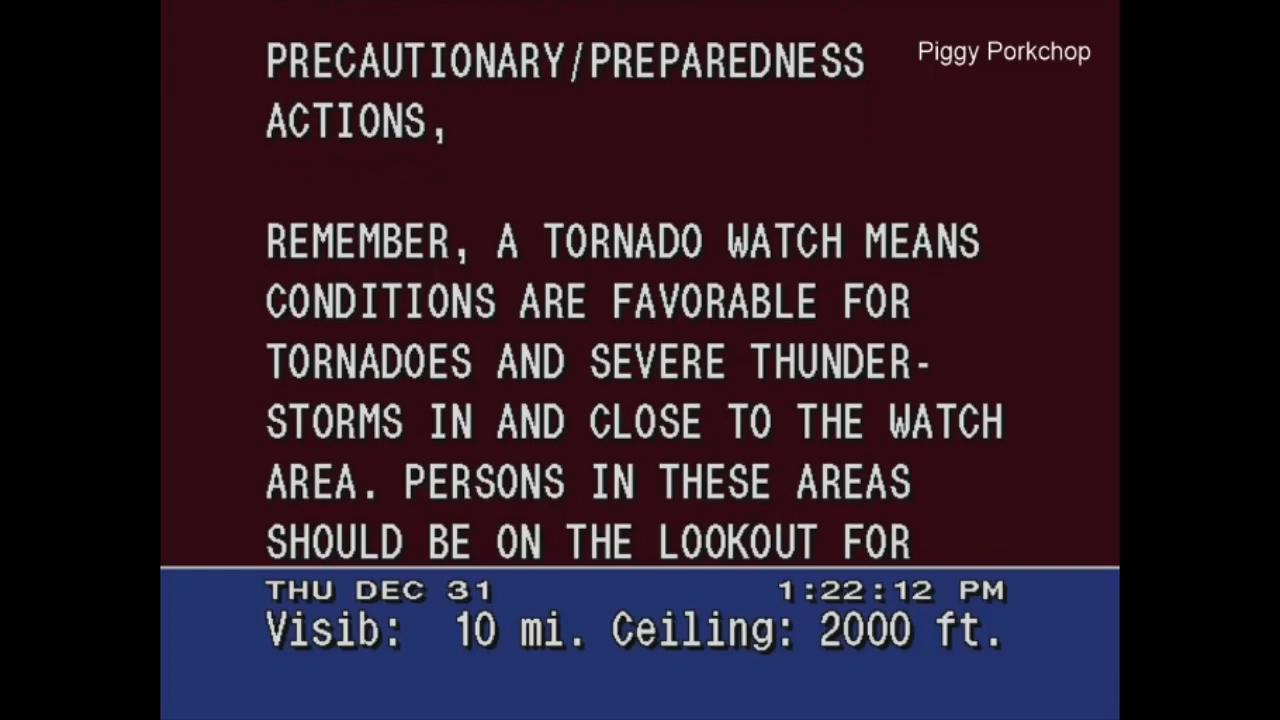 PRECAUTIONARY/PREPAREDNESS
Piggy Porkchop
ACTIONS,
REMEMBER, A TORNADO WATCH MEANS
CONDITIONS ARE FAVORABLE FOR
TORNADOES AND SEVERE THUNDER-
STORMS IN AND CLOSE TO THE WATCH
AREA. PERSONS IN THESE AREAS
SHOULD BE ON THE LOOKOUT FOR
THU DEC 31 1:22:12 PM
Visib: 10 mi. Ceiling: 2000 ft.